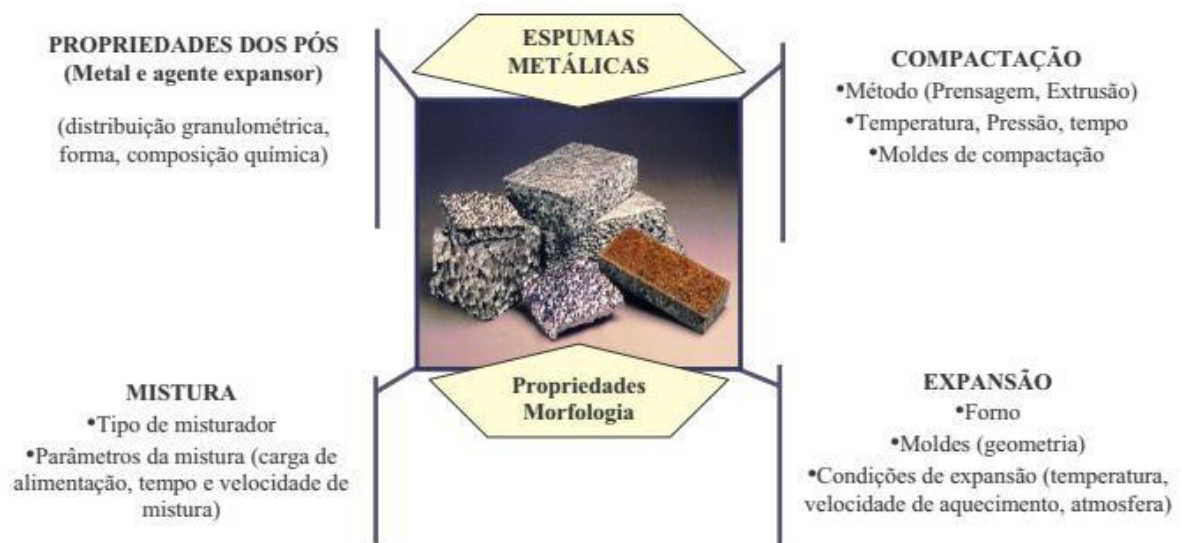 PROPRIEDADES DOS PÓS
(Metal e agente expansor)
(distribuição granulométrica,
forma, composição química)
ESPUMAS
METÁLICAS
COMPACTAÇÃO
•Método (Prensagem, Extrusão)
•Temperatura, Pressão, tempo
•Moldes de compactação
MISTURA
•Tipo de misturador
•Parâmetros da mistura (carga de
alimentação, tempo e velocidade de
mistura)
Propriedades
Morfologia
EXPANSÃO
•Forno
•Moldes (geometria)
•Condições de expansão (temperatura,
velocidade de aquecimento, atmosfera)